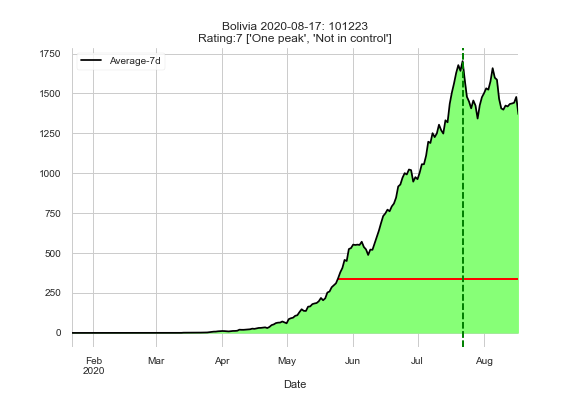 Bolivia 2020-08-17: 101223
Rating:7 ['One peak', 'Not in control']
Average-7d
1750
1500
1250
1000
750
500
250
0
Feb
2020
Mar
Apr
May
Jun
Jul
Aug
Date